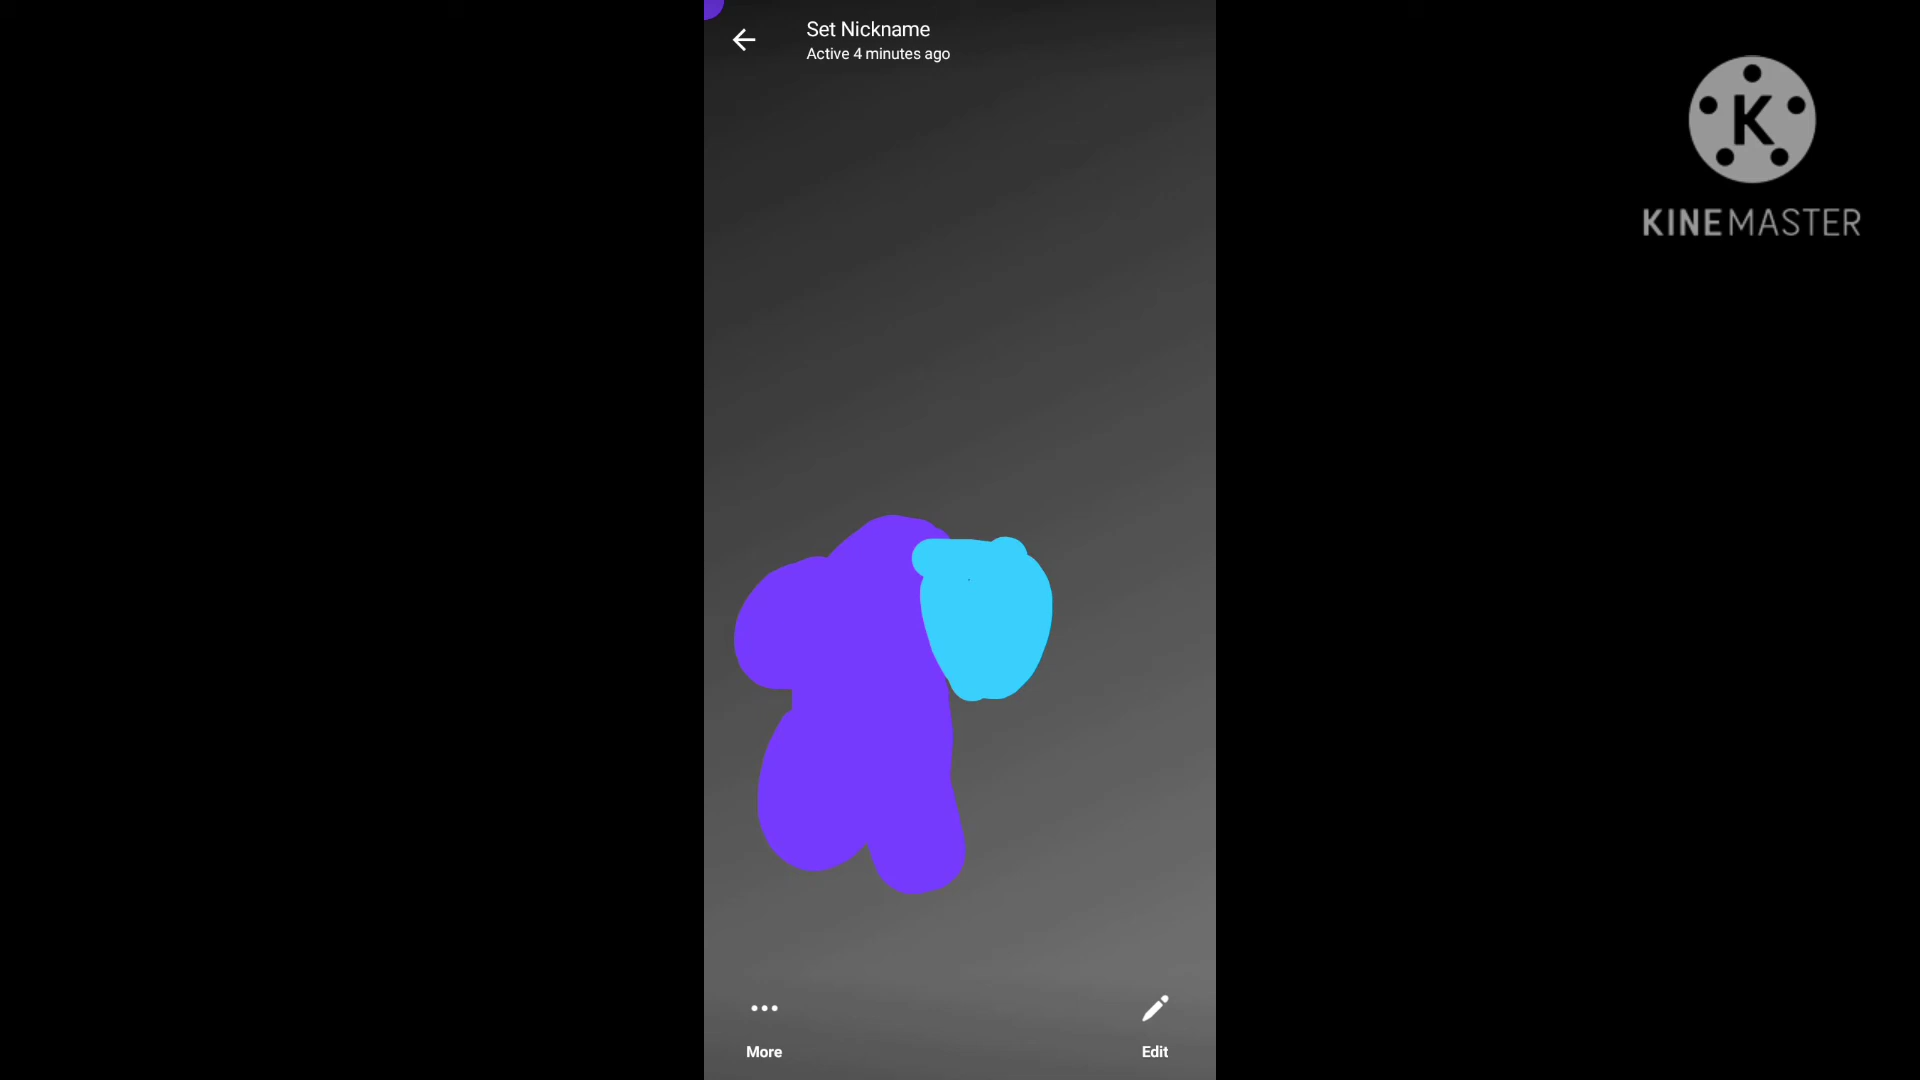 Set Nickname
Active 4 minutes ago
K
KINEMASTER
More
Edit